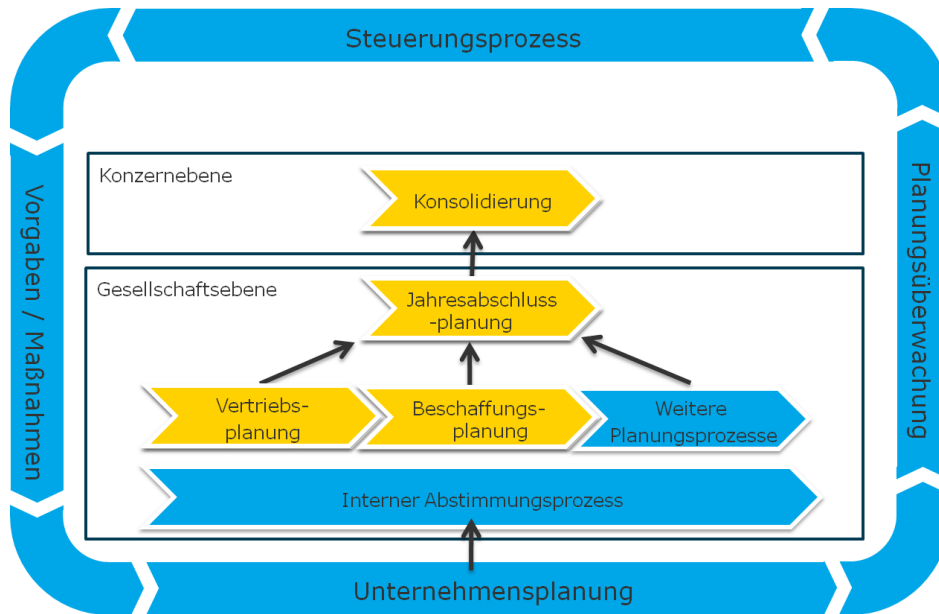 Steuerungsprozess
Konzernebene
Konsolidierung
Gesellschaftsebene
Jahresabschluss
-planung
Vertriebs-
planung
Beschaffungs-
planung
Weitere
Planungsprozesse
Interner Abstimmungsprozess
Vorgaben / Maßnahmen
Planungsüberwachung
Unternehmensplanung